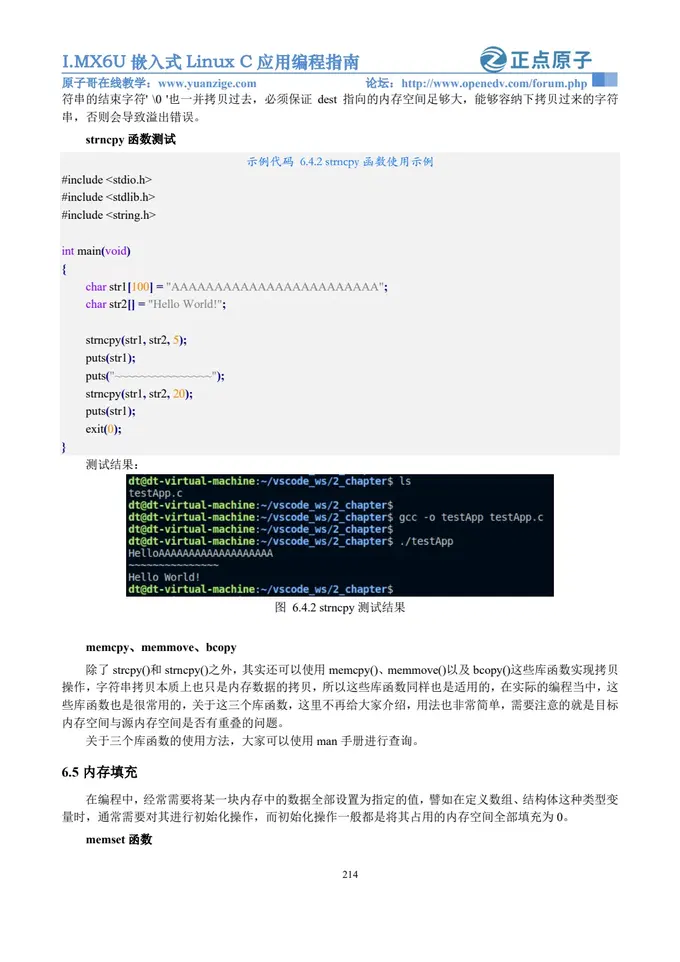 I.MX6U 嵌入式 Linux C 应用编程指南
正点原子
原子哥在线教学：www.yuanzige.com 论坛：http://www.openedv.com/forum.php
符串的结束字符' \0 '也一并拷贝过去，必须保证 dest 指向的内存空间足够大，能够容纳下拷贝过来的字符
串，否则会导致溢出错误。
strncpy 函数测试
示例代码 6.4.2 strncpy 函数使用示例
#include <stdio.h>
#include <stdlib.h>
#include <string.h>
int main(void)
{
char str1[100] = "AAAAAAAAAAAAAAAAAAAAAAAA";
char str2[] = "Hello World!";
strncpy(str1, str2, 5);
puts(str1);
puts("~~~~~~~~~~~~~~~");
strncpy(str1, str2, 20);
puts(str1);
exit(0);
}
测试结果：
dt@dt-virtual-machine:~/vscode_ws/2_chapter$ ls
testApp.c
dt@dt-virtual-machine:~/vscode_ws/2_chapter$
dt@dt-virtual-machine:~/vscode_ws/2_chapter$ gcc -o testApp testApp.c
dt@dt-virtual-machine:~/vscode_ws/2_chapter$
dt@dt-virtual-machine:~/vscode_ws/2_chapter$ ./testApp
HelloAAAAAAAAAAAAAAAAAAA
~~~~~~~~~~~~~~~
Hello World!
dt@dt-virtual-machine:~/vscode_ws/2_chapter$
图 6.4.2 strncpy 测试结果
memcpy、memmove、bcopy
除了 strcpy()和 strncpy()之外，其实还可以使用 memcpy()、memmove()以及 bcopy()这些库函数实现拷贝
操作，字符串拷贝本质上也只是内存数据的拷贝，所以这些库函数同样也是适用的，在实际的编程当中，这
些库函数也是很常用的，关于这三个库函数，这里不再给大家介绍，用法也非常简单，需要注意的就是目标
内存空间与源内存空间是否有重叠的问题。
关于三个库函数的使用方法，大家可以使用 man 手册进行查询。
6.5 内存填充
在编程中，经常需要将某一块内存中的数据全部设置为指定的值，譬如在定义数组、结构体这种类型变
量时，通常需要对其进行初始化操作，而初始化操作一般都是将其占用的内存空间全部填充为 0。
memset 函数
214